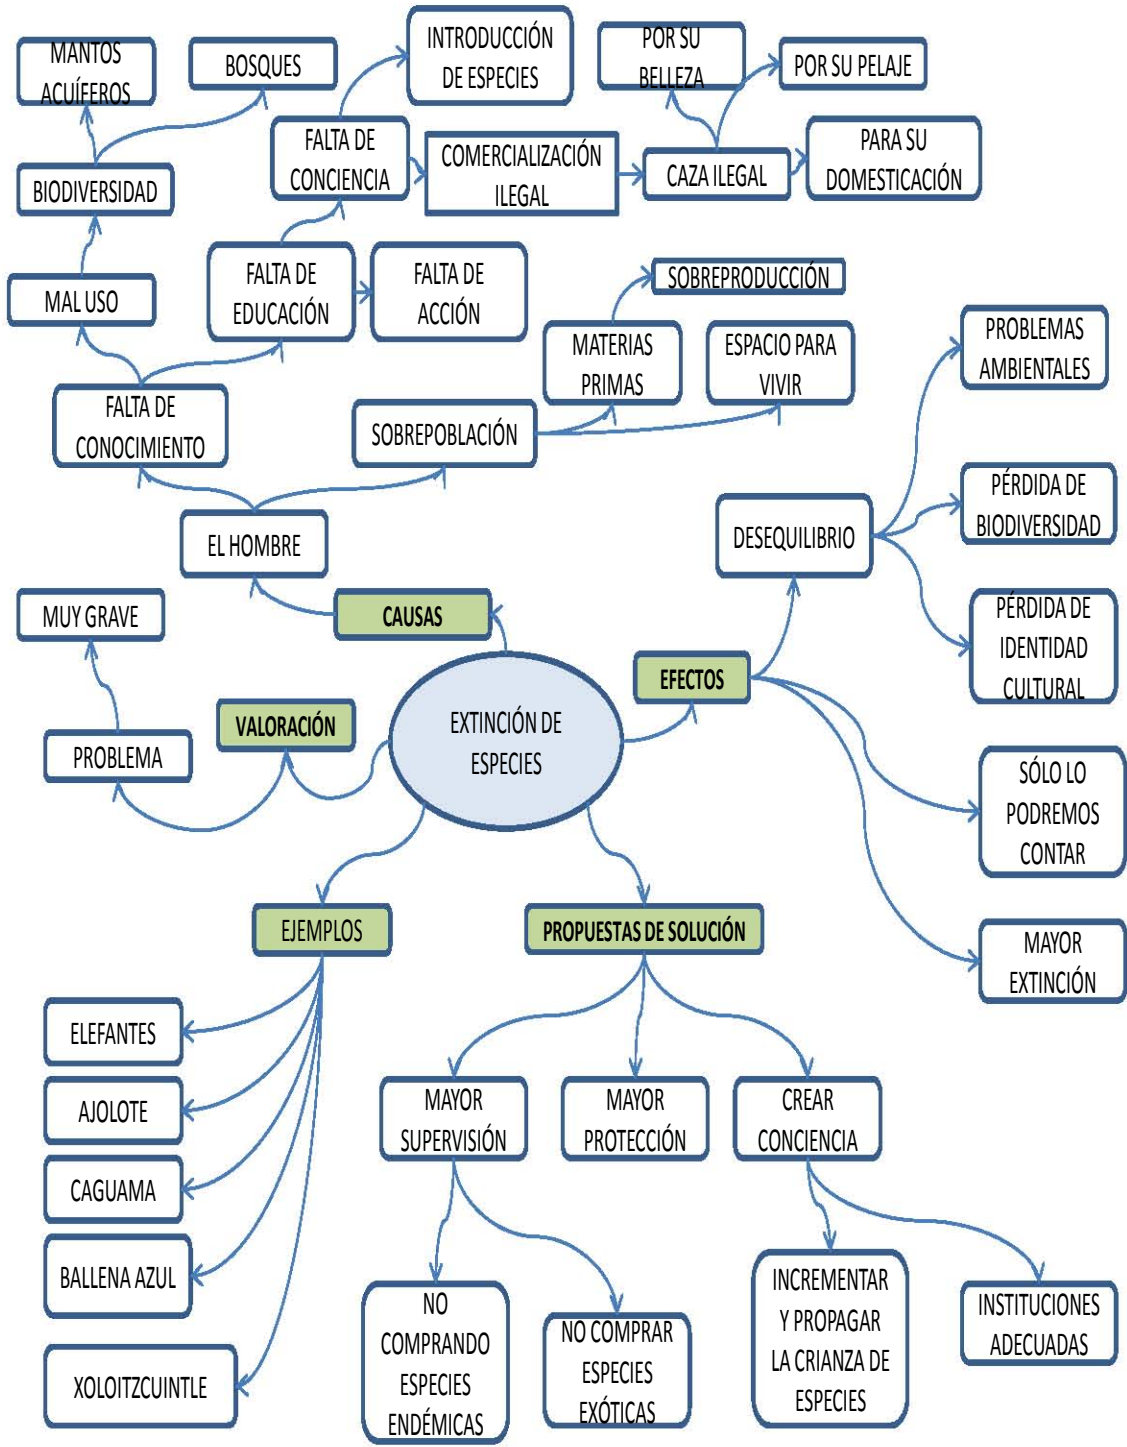 MANTOS
ACUÍFEROS
BOSQUES
INTRODUCCIÓN
DE ESPECIES
POR SU
BELLEZA
POR SU PELAJE
FALTA DE
CONCIENCIA
COMERCIALIZACIÓN
ILEGAL
CAZA ILEGAL
PARA SU
DOMESTICACIÓN
BIODIVERSIDAD
MAL USO
FALTA DE
EDUCACIÓN
FALTA DE
ACCIÓN
SOBREPRODUCCIÓN
MATERIAS
PRIMAS
ESPACIO PARA
VIVIR
PROBLEMAS
AMBIENTALES
FALTA DE
CONOCIMIENTO
SOBREPOBLACIÓN
PÉRDIDA DE
BIODIVERSIDAD
EL HOMBRE
DESEQUILIBRIO
MUY GRAVE
CAUSAS
PÉRDIDA DE
IDENTIDAD
CULTURAL
EFECTOS
VALORACIÓN
EXTINCIÓN DE
ESPECIES
PROBLEMA
SÓLO LO
PODREMOS
CONTAR
EJEMPLOS
PROPUESTAS DE SOLUCIÓN
MAYOR
EXTINCIÓN
ELEFANTES
AJOLOTE
CAGUAMA
BALLENA AZUL
XOLOITZCUINTLE
MAYOR
SUPERVISIÓN
MAYOR
PROTECCIÓN
CREAR
CONCIENCIA
NO
COMPRANDO
ESPECIES
ENDÉMICAS
NO COMPRAR
ESPECIES
EXÓTICAS
INCREMENTAR
Y PROPAGAR
LA CRIANZA DE
ESPECIES
INSTITUCIONES
ADECUADAS